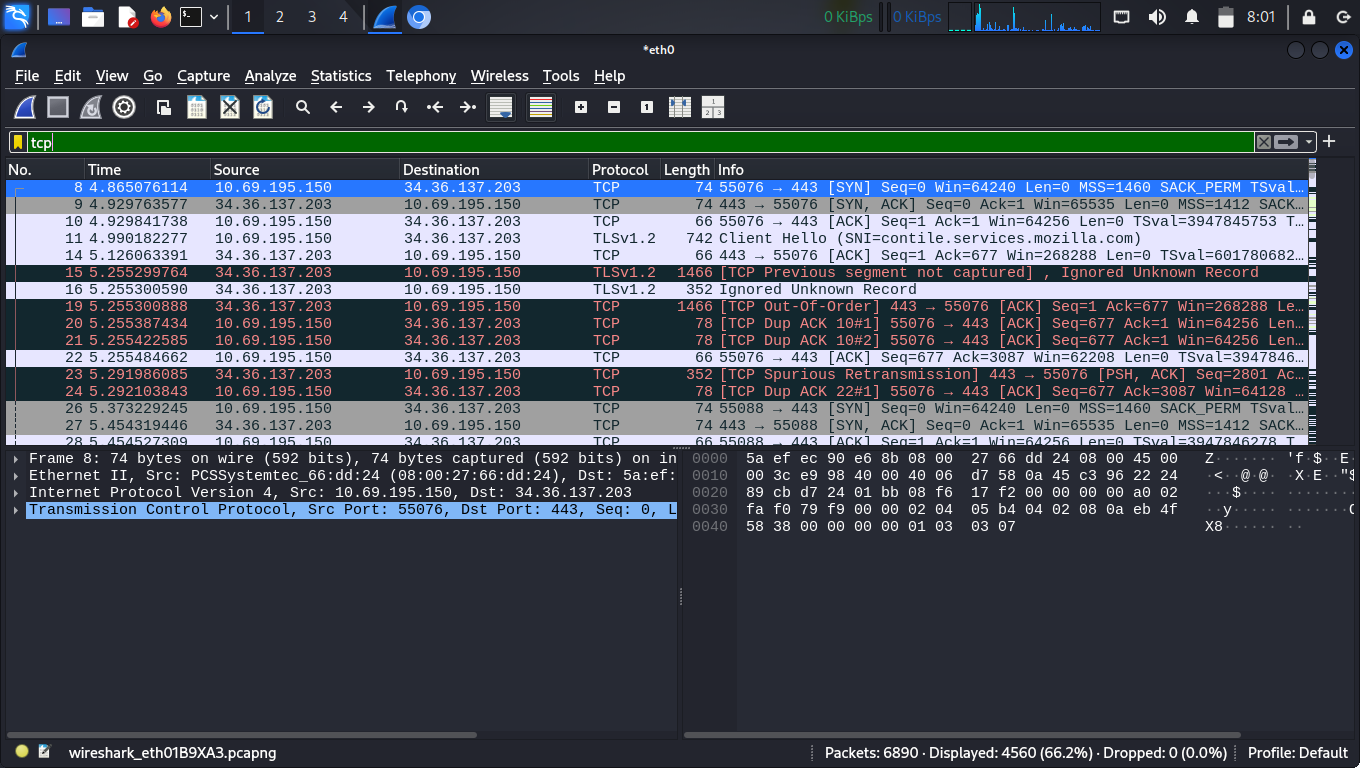 1 2 3 4 0 KiBps 0 KiBps 8:01
*eth0
File Edit View Go Capture Analyze Statistics Telephony Wireless Tools Help
tcp
No. Time Source Destination Protocol Length Info
8 4.865076114 10.69.195.150 34.36.137.203 TCP 74 55076 → 443 [SYN] Seq=0 Win=64240 Len=0 MSS=1460 SACK_PERM TSval…
9 4.929763577 34.36.137.203 10.69.195.150 TCP 74 443 → 55076 [SYN, ACK] Seq=0 Ack=1 Win=65535 Len=0 MSS=1412 SACK…
10 4.929841738 10.69.195.150 34.36.137.203 TCP 66 55076 → 443 [ACK] Seq=1 Ack=1 Win=64256 Len=0 TSval=3947845753 T…
11 4.990182277 10.69.195.150 34.36.137.203 TLSv1.2 742 Client Hello (SNI=contile.services.mozilla.com)
14 5.126063391 34.36.137.203 10.69.195.150 TCP 66 443 → 55076 [ACK] Seq=1 Ack=677 Win=268288 Len=0 TSval=601780682…
15 5.255299764 34.36.137.203 10.69.195.150 TLSv1.2 1466 [TCP Previous segment not captured] , Ignored Unknown Record
16 5.255300590 34.36.137.203 10.69.195.150 TLSv1.2 352 Ignored Unknown Record
19 5.255300888 34.36.137.203 10.69.195.150 TCP 1466 [TCP Out-Of-Order] 443 → 55076 [ACK] Seq=1 Ack=677 Win=268288 Le…
20 5.255387434 10.69.195.150 34.36.137.203 TCP 78 [TCP Dup ACK 10#1] 55076 → 443 [ACK] Seq=677 Ack=1 Win=64256 Len…
21 5.255422585 10.69.195.150 34.36.137.203 TCP 78 [TCP Dup ACK 10#2] 55076 → 443 [ACK] Seq=677 Ack=1 Win=64256 Len…
22 5.255484662 10.69.195.150 34.36.137.203 TCP 66 55076 → 443 [ACK] Seq=677 Ack=3087 Win=62208 Len=0 TSval=3947846…
23 5.291986085 34.36.137.203 10.69.195.150 TCP 352 [TCP Spurious Retransmission] 443 → 55076 [PSH, ACK] Seq=2801 Ac…
24 5.292103843 10.69.195.150 34.36.137.203 TCP 78 [TCP Dup ACK 22#1] 55076 → 443 [ACK] Seq=677 Ack=3087 Win=64128 …
26 5.373229245 10.69.195.150 34.36.137.203 TCP 74 55088 → 443 [SYN] Seq=0 Win=64240 Len=0 MSS=1460 SACK_PERM TSval…
27 5.454319446 34.36.137.203 10.69.195.150 TCP 74 443 → 55088 [SYN, ACK] Seq=0 Ack=1 Win=65535 Len=0 MSS=1412 SACK…
28 5.454527309 10.69.195.150 34.36.137.203 TCP 66 55088 → 443 [ACK] Seq=1 Ack=1 Win=64256 Len=0 TSval=3947846278 T…
Frame 8: 74 bytes on wire (592 bits), 74 bytes captured (592 bits) on in
Ethernet II, Src: PCSSystemtec_66:dd:24 (08:00:27:66:dd:24), Dst: 5a:ef:
Internet Protocol Version 4, Src: 10.69.195.150, Dst: 34.36.137.203
Transmission Control Protocol, Src Port: 55076, Dst Port: 443, Seq: 0, L
0000 5a ef ec 90 e6 8b 08 00 27 66 dd 24 08 00 45 00 Z······· 'f·$··E·
0010 00 3c e9 98 40 00 40 06 d7 58 0a 45 c3 96 22 24 ·<··@·@· ·X·E··"$
0020 89 cb d7 24 01 bb 08 f6 17 f2 00 00 00 00 a0 02 ···$···· ········
0030 fa f0 79 f9 00 00 02 04 05 b4 04 02 08 0a eb 4f ··y····· ·······O
0040 58 38 00 00 00 00 01 03 03 07 X8······ ··
wireshark_eth01B9XA3.pcapng Packets: 6890 · Displayed: 4560 (66.2%) · Dropped: 0 (0.0%) Profile: Default